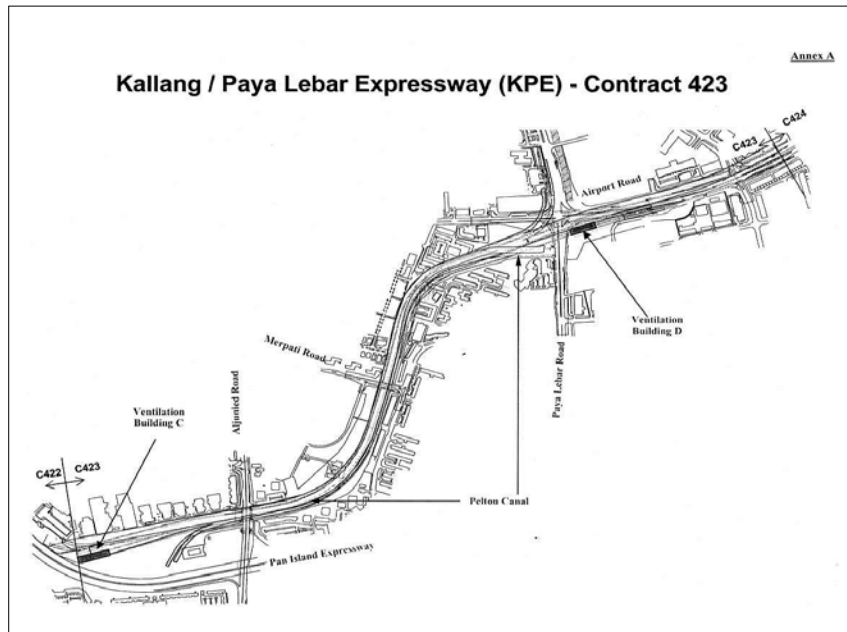 Annex A
Kallang / Paya Lebar Expressway (KPE) - Contract 423
C424
C423
Airport Road
Ventilation
Building D
Merpati Road
Paya Lebar Road
Aljunied Road
Ventilation
Building C
C422
C423
Pelton Canal
Pan Island Expressway